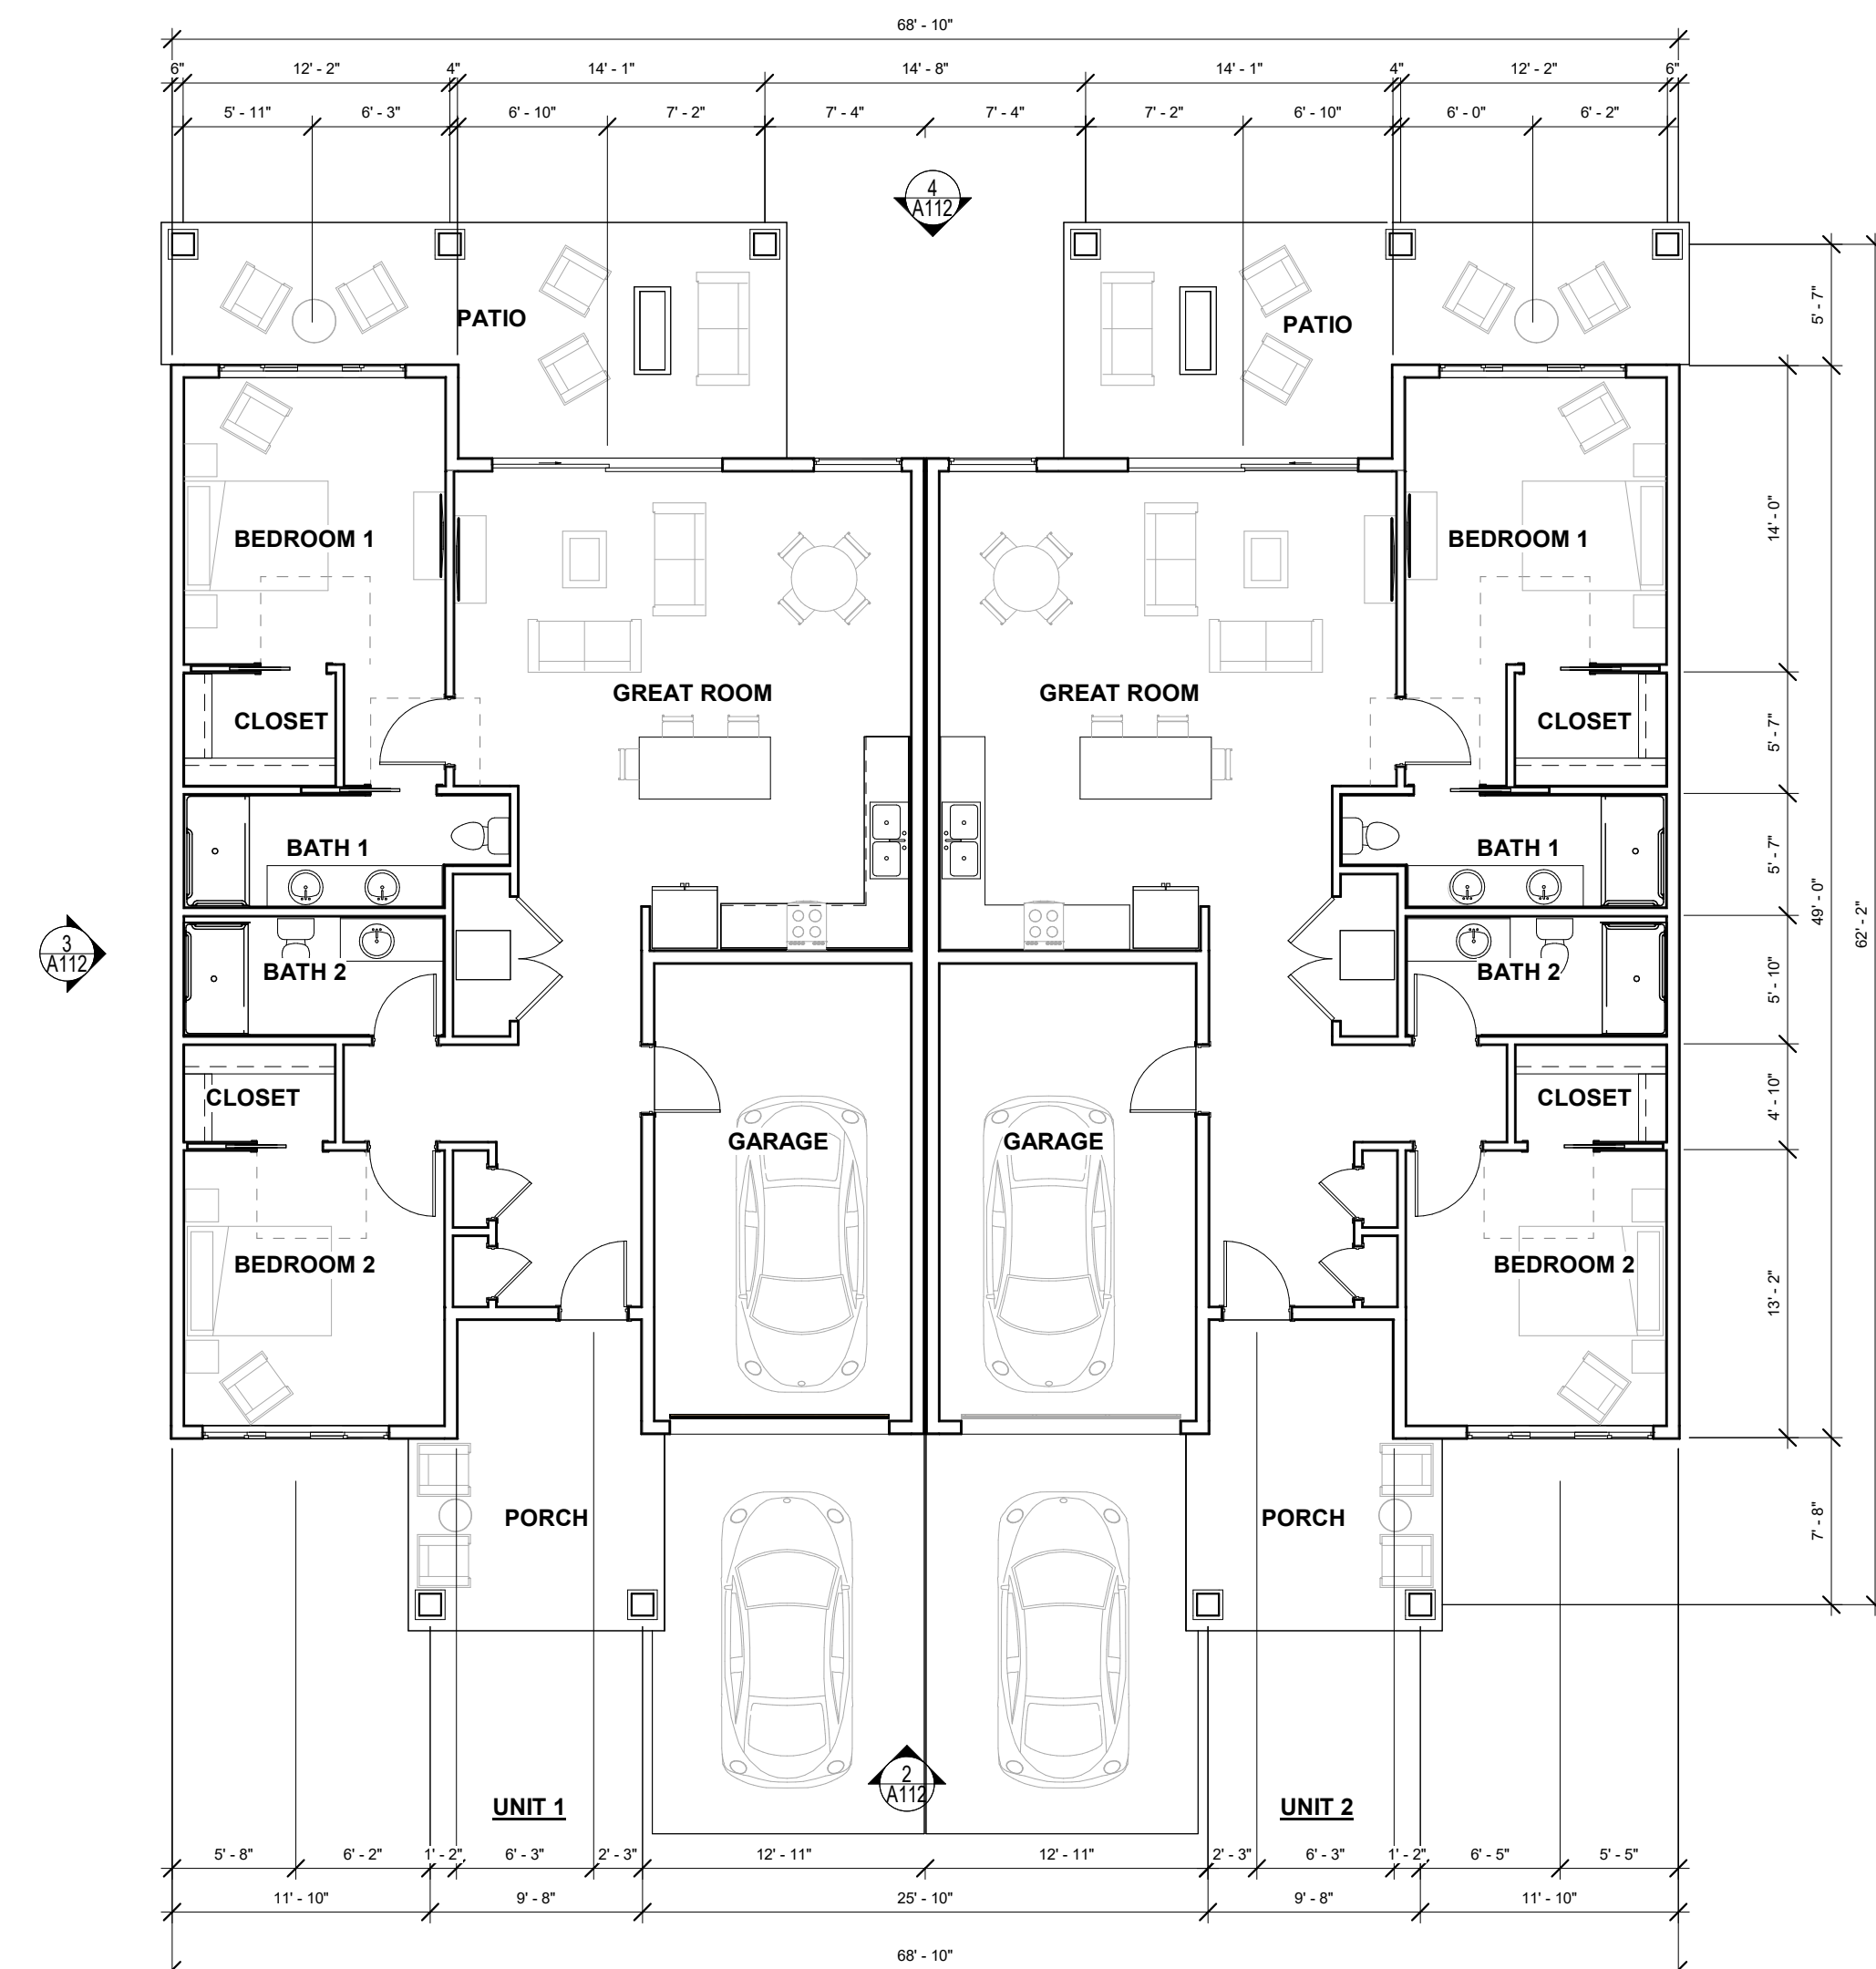 68' - 10"
6" 12' - 2" 4" 14' - 1" 14' - 8" 14' - 1" 4" 12' - 2" 6"
5' - 11" 6' - 3" 6' - 10" 7' - 2" 7' - 4" 7' - 4" 7' - 2" 6' - 10" 6' - 0" 6' - 2"
4
A112
PATIO PATIO
5' - 7"
BEDROOM 1 BEDROOM 1
14' - 0"
GREAT ROOM GREAT ROOM
CLOSET CLOSET
5' - 7"
BATH 1 BATH 1
5' - 7"
49' - 0"
62' - 2"
3
A112
BATH 2 BATH 2
5' - 10"
CLOSET CLOSET
4' - 10"
GARAGE GARAGE
BEDROOM 2 BEDROOM 2
13' - 2"
PORCH PORCH
7' - 8"
2
A112
UNIT 1 UNIT 2
5' - 8" 6' - 2" 1' - 2" 6' - 3" 2' - 3" 12' - 11" 12' - 11" 2' - 3" 6' - 3" 1' - 2" 6' - 5" 5' - 5"
11' - 10" 9' - 8" 25' - 10" 9' - 8" 11' - 10"
68' - 10"